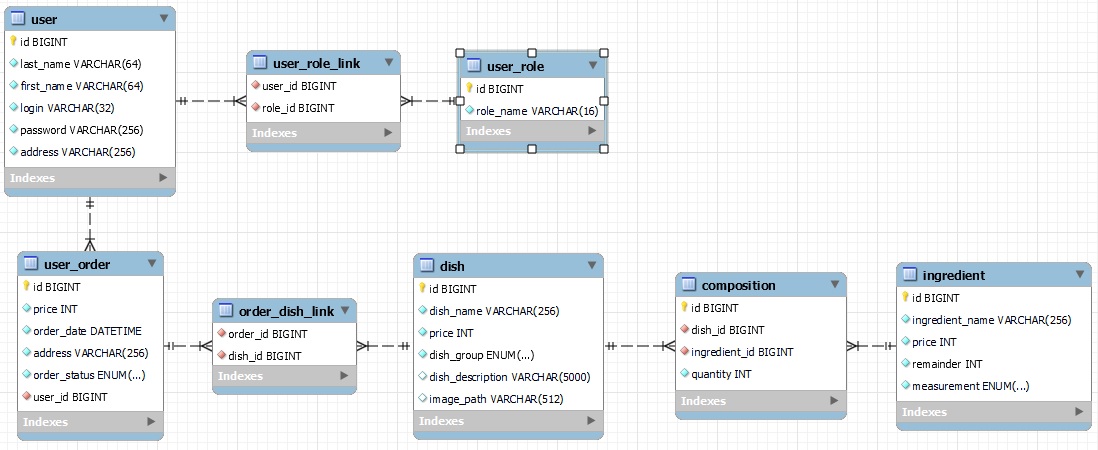 user
id BIGINT
last_name VARCHAR(64)
first_name VARCHAR(64)
login VARCHAR(32)
password VARCHAR(256)
address VARCHAR(256)
Indexes
user_role_link
user_id BIGINT
role_id BIGINT
Indexes
user_role
id BIGINT
role_name VARCHAR(16)
Indexes
user_order
id BIGINT
price INT
order_date DATETIME
address VARCHAR(256)
order_status ENUM(...)
user_id BIGINT
Indexes
order_dish_link
order_id BIGINT
dish_id BIGINT
Indexes
dish
id BIGINT
dish_name VARCHAR(256)
price INT
dish_group ENUM(...)
dish_description VARCHAR(5000)
image_path VARCHAR(512)
Indexes
composition
id BIGINT
dish_id BIGINT
ingredient_id BIGINT
quantity INT
Indexes
ingredient
id BIGINT
ingredient_name VARCHAR(256)
price INT
remainder INT
measurement ENUM(...)
Indexes